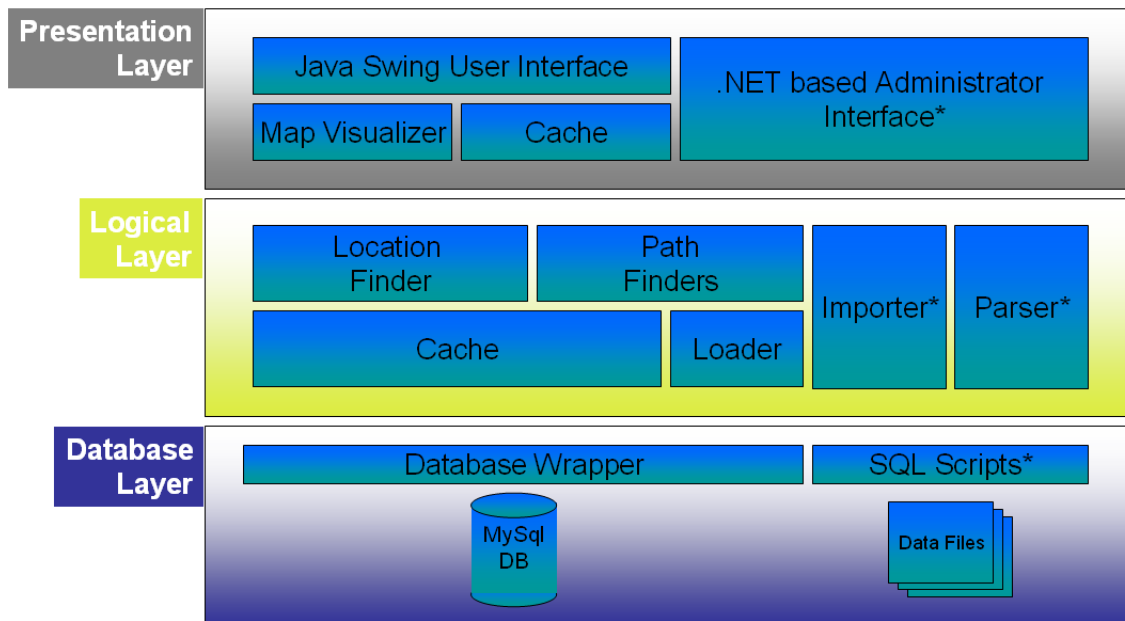 Presentation
Layer
Java Swing User Interface
.NET based Administrator
Interface*
Map Visualizer
Cache
Logical
Layer
Location
Finder
Path
Finders
Importer*
Parser*
Cache
Loader
Database
Layer
Database Wrapper
SQL Scripts*
MySql
DB
Data Files